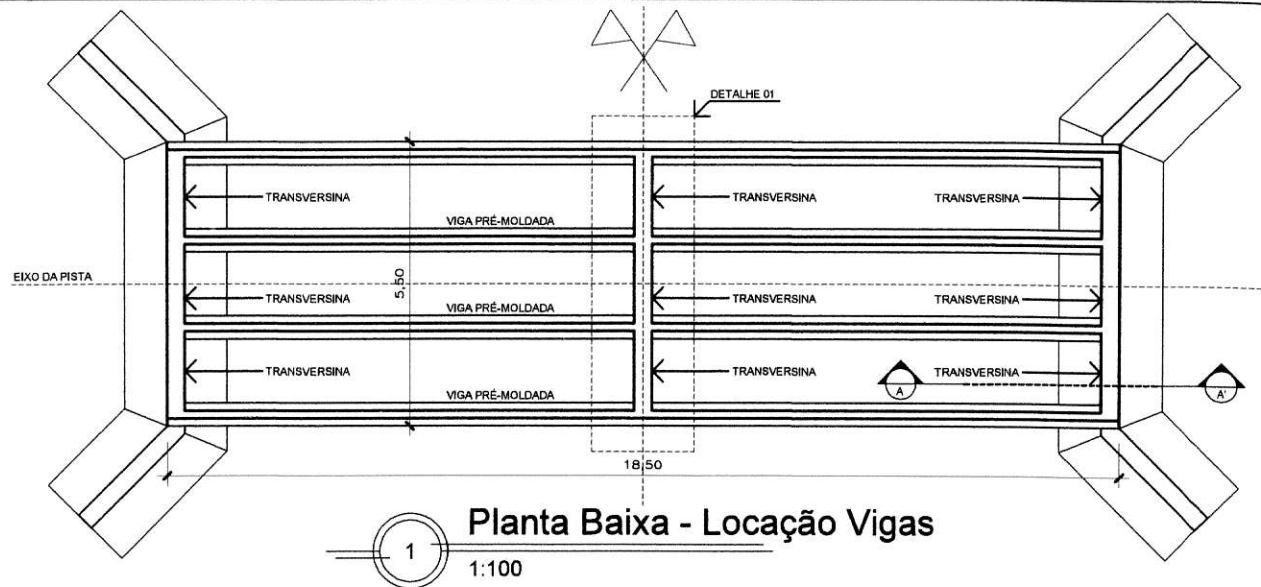 DETALHE 01
TRANSVERSINA
TRANSVERSINA
TRANSVERSINA
VIGA PRÉ-MOLDADA
EIXO DA PISTA
5,50
TRANSVERSINA
TRANSVERSINA
TRANSVERSINA
VIGA PRÉ-MOLDADA
TRANSVERSINA
TRANSVERSINA
TRANSVERSINA
A
A'
VIGA PRÉ-MOLDADA
18,50
1
Planta Baixa - Locação Vigas
1:100